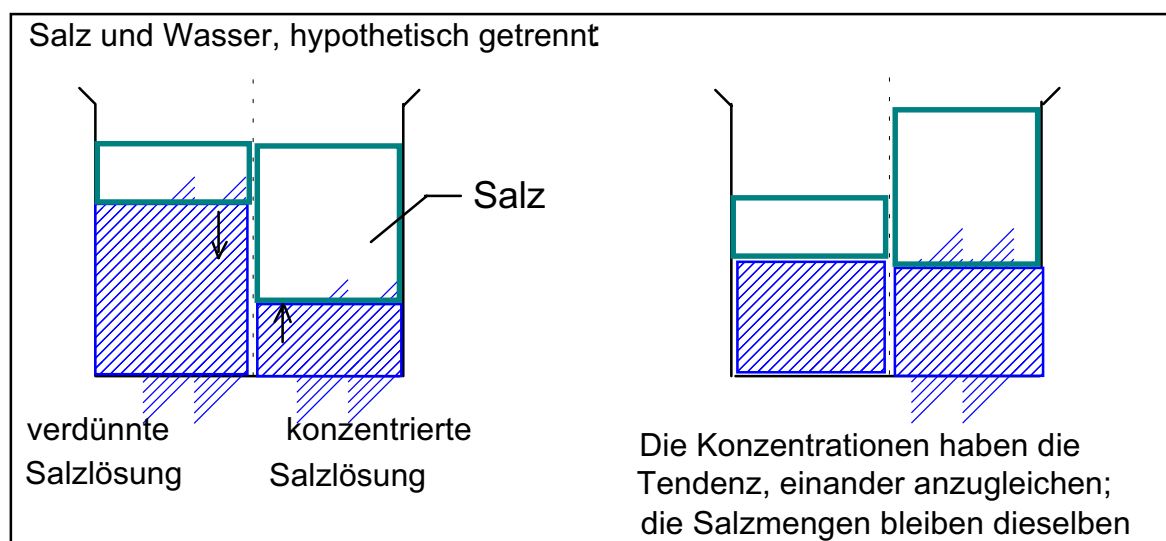 Salz und Wasser, hypothetisch getrennt:
Salz
verdünnte
Salzlösung
konzentrierte
Salzlösung
Die Konzentrationen haben die
Tendenz, einander anzugleichen;
die Salzmengen bleiben dieselben